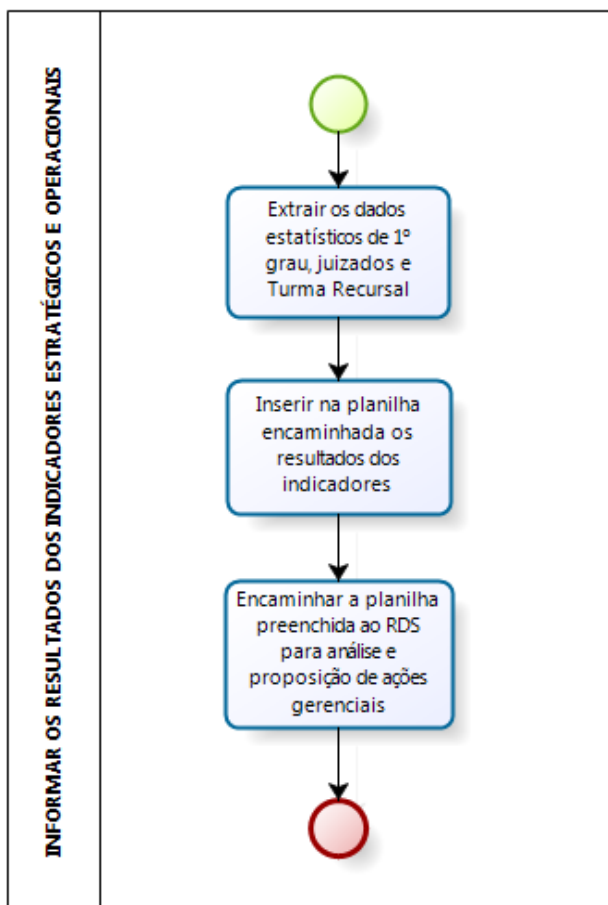 INFORMAR OS RESULTADOS DOS INDICADORES ESTRATÉGICOS E OPERACIONAIS
Extrair os dados
estatísticos de 1º
grau, juizados e
Turma Recursal
Inserir na planilha
encaminhada os
resultados dos
indicadores
Encaminhar a planilha
preenchida ao RDS
para análise e
proposição de ações
gerenciais